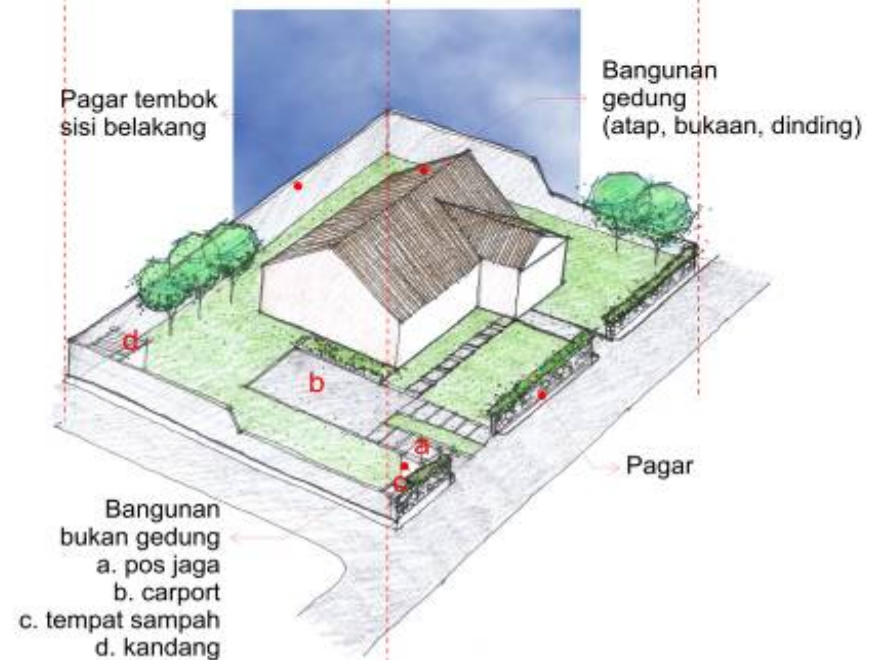 Pagar tembok
sisi belakang
Bangunan
gedung
(atap, bukaan, dinding)
d
b
a
c
Pagar
Bangunan
bukan gedung
a. pos jaga
b. carport
c. tempat sampah
d. kandang